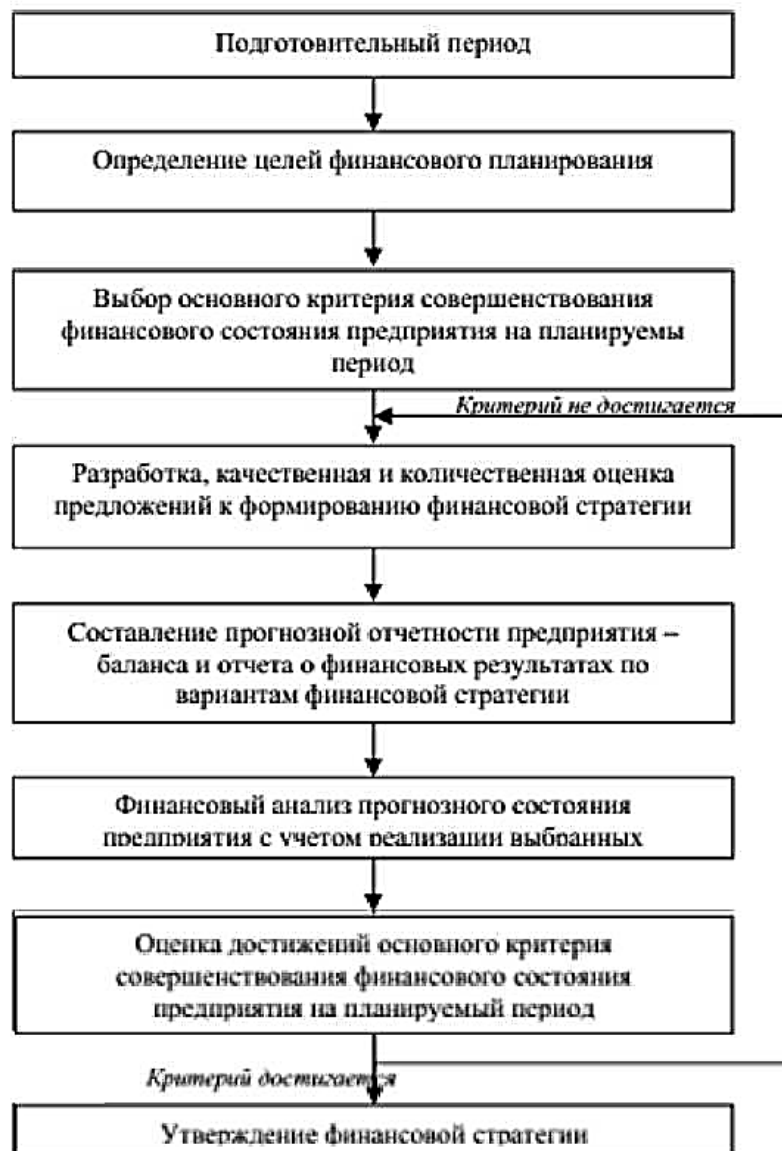 Подготовительный период
Определение целей финансового планирования
Выбор основного критерия совершенствования
финансового состояния предприятия на планируемы
период
Критерий не достигается
Разработка, качественная и количественная оценка
предложений к формированию финансовой стратегии
Составление прогнозной отчетности предприятия –
баланса и отчета о финансовых результатах по
вариантам финансовой стратегии
Финансовый анализ прогнозного состояния
предприятия с учетом реализации выбранных
Оценка достижений основного критерия
совершенствования финансового состояния
предприятия на планируемый период
Критерий достигается
Утверждение финансовой стратегии